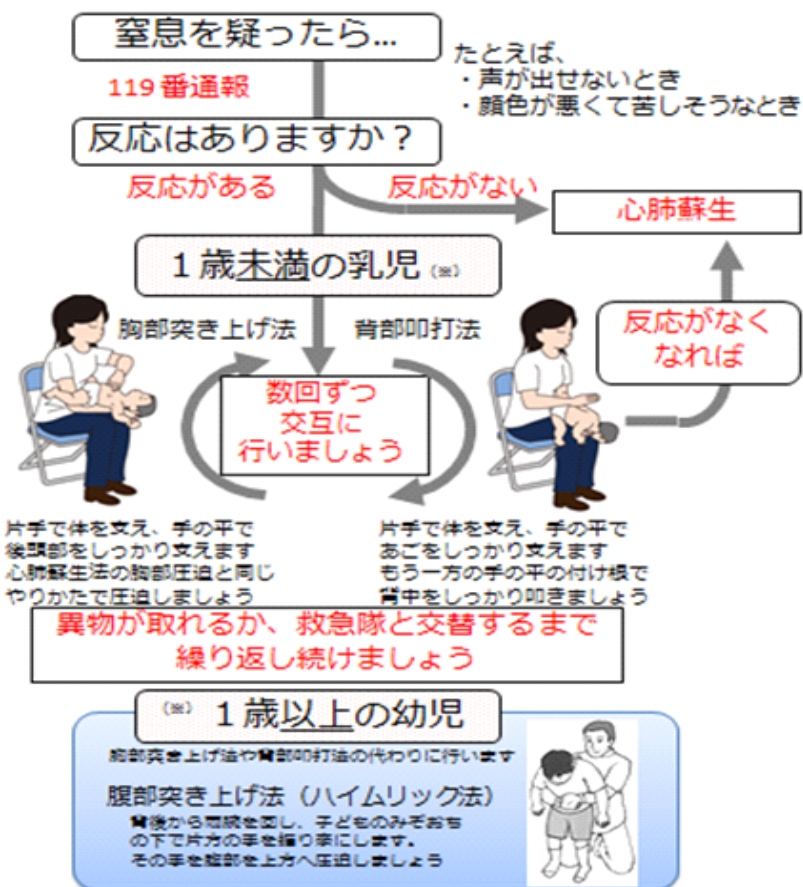 窒息を疑ったら…
たとえば、
・声が出せないとき
・顔色が悪くて苦しそうなとき
119番通報
反応はありますか？
反応がある
反応がない
心肺蘇生
１歳未満の乳児（※）
反応がなく
なれば
胸部突き上げ法
背部叩打法
数回ずつ
交互に
行いましょう
片手で体を支え、手の平で
後頭部をしっかり支えます
心肺蘇生法の胸部圧迫と同じ
やりかたで圧迫しましょう
片手で体を支え、手の平で
あごをしっかり支えます
もう一方の手の平の付け根で
背中をしっかり叩きましょう
異物が取れるか、救急隊と交替するまで
繰り返し続けましょう
（※）１歳以上の幼児
胸部突き上げ法や背部叩打法の代わりに行います
腹部突き上げ法（ハイムリック法）
背後から両腕を回し、子どものみぞおち
の下で片方の手を握り拳にします。
その手を腹部を上方へ圧迫しましょう